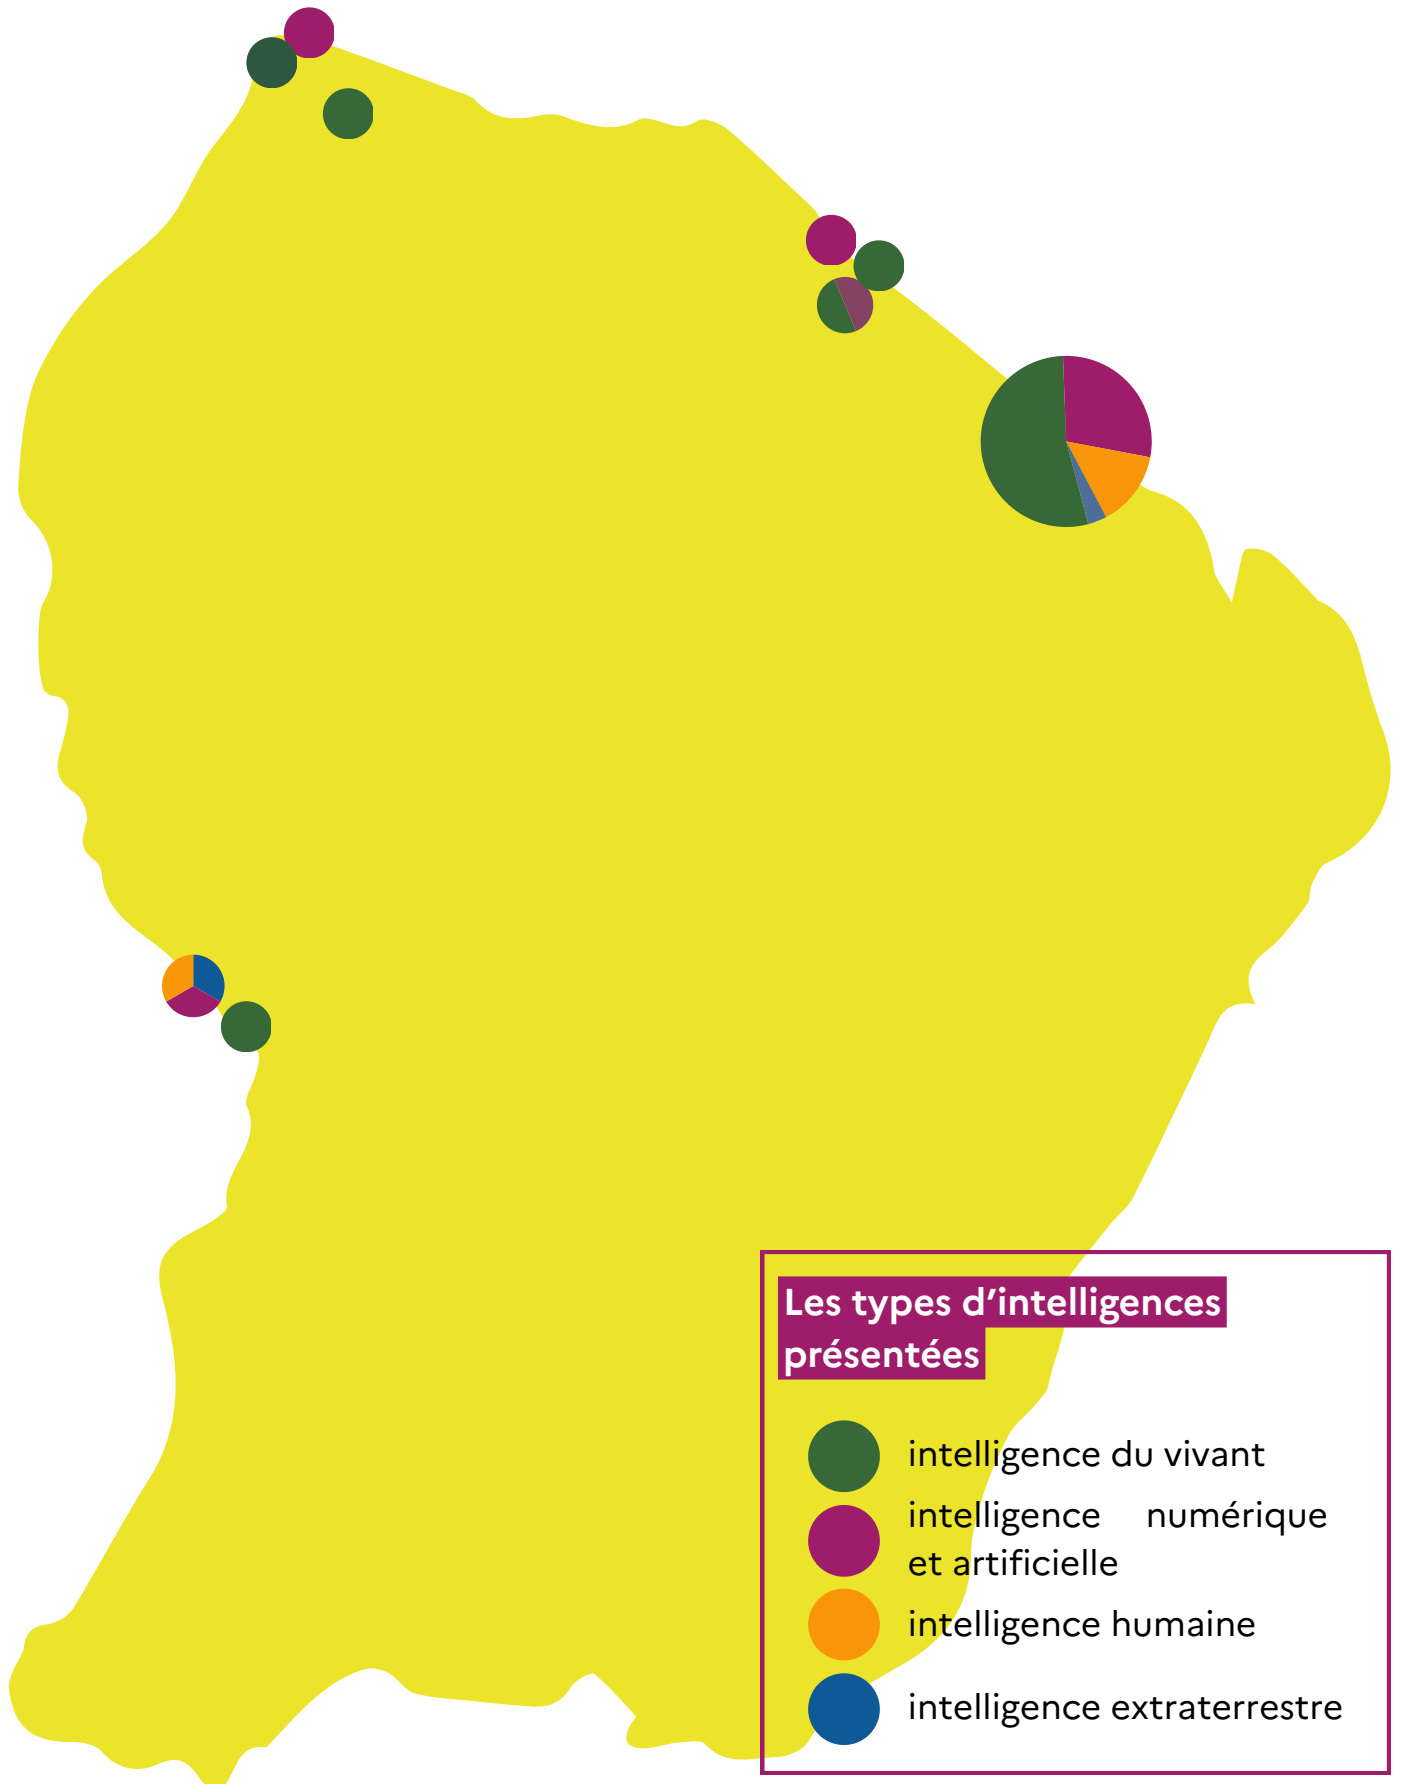 Les types d’intelligences
présentées
intelligence du vivant
intelligence numérique
et artificielle
intelligence humaine
intelligence extraterrestre